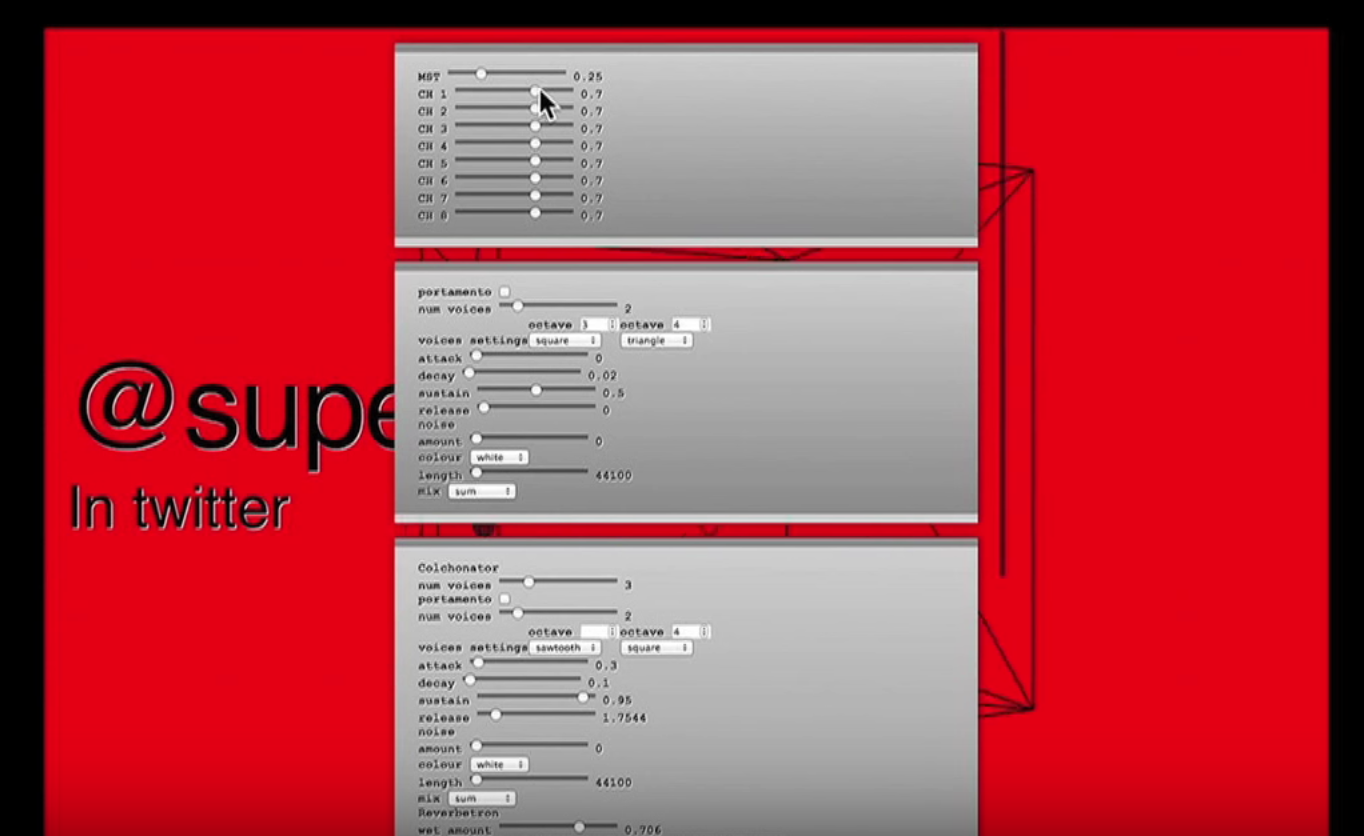 MST 0.25
CH 1 0.7
CH 2 0.7
CH 3 0.7
CH 4 0.7
CH 5 0.7
CH 6 0.7
CH 7 0.7
CH 8 0.7
portamento
num voices 2
octave 3 octave 4
voices settings square triangle
attack 0
decay 0.02
sustain 0.5
release 0
noise
amount 0
colour white
length 44100
mix sum
@supe
In twitter
Colchonator
num voices 3
portamento
num voices 2
octave octave 4
voices settings sawtooth square
attack 0.3
decay 0.1
sustain 0.95
release 1.7544
noise
amount 0
colour white
length 44100
mix sum
Reverbetron
wet amount 0.706